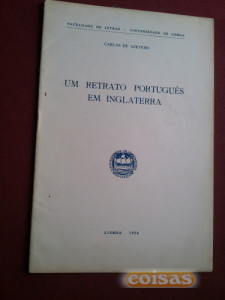 FACULDADE DE LETRAS — UNIVERSIDADE DE LISBOA
CARLOS DE AZEVEDO
UM RETRATO PORTUGUÊS
EM INGLATERRA
LISBOA
coisas